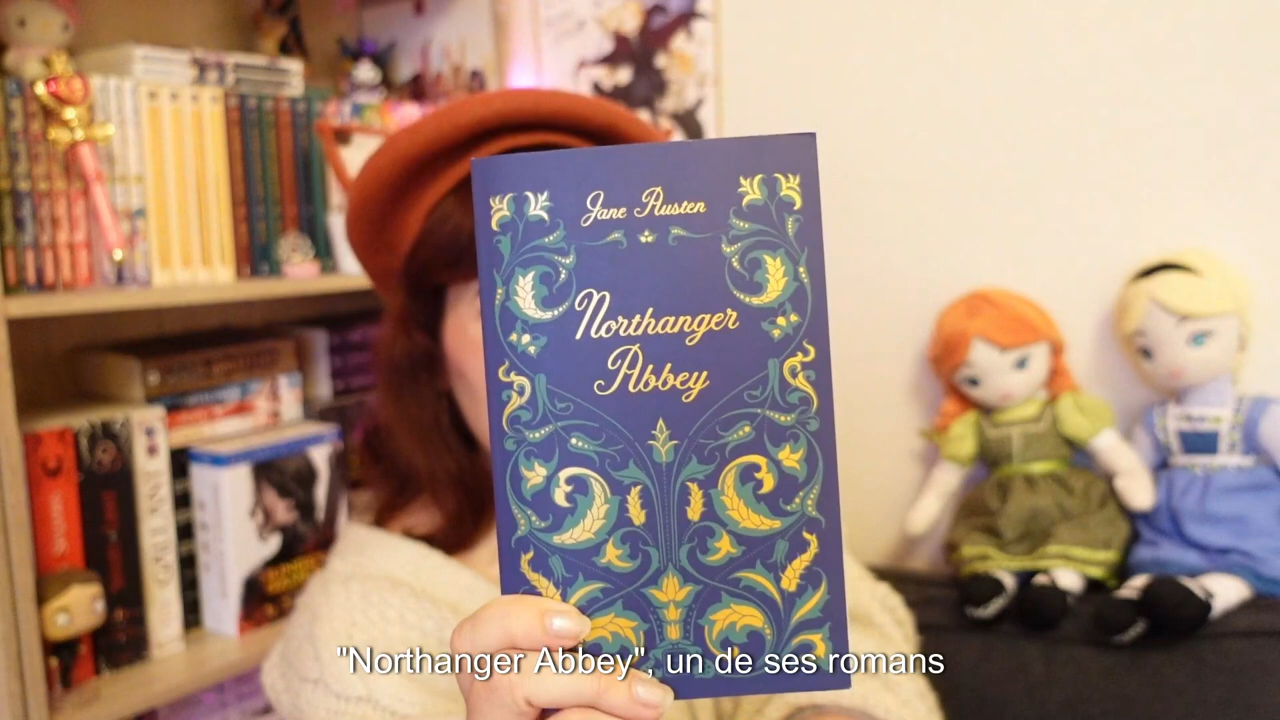 Jane Austen
Northanger
Abbey
"Northanger Abbey", un de ses romans